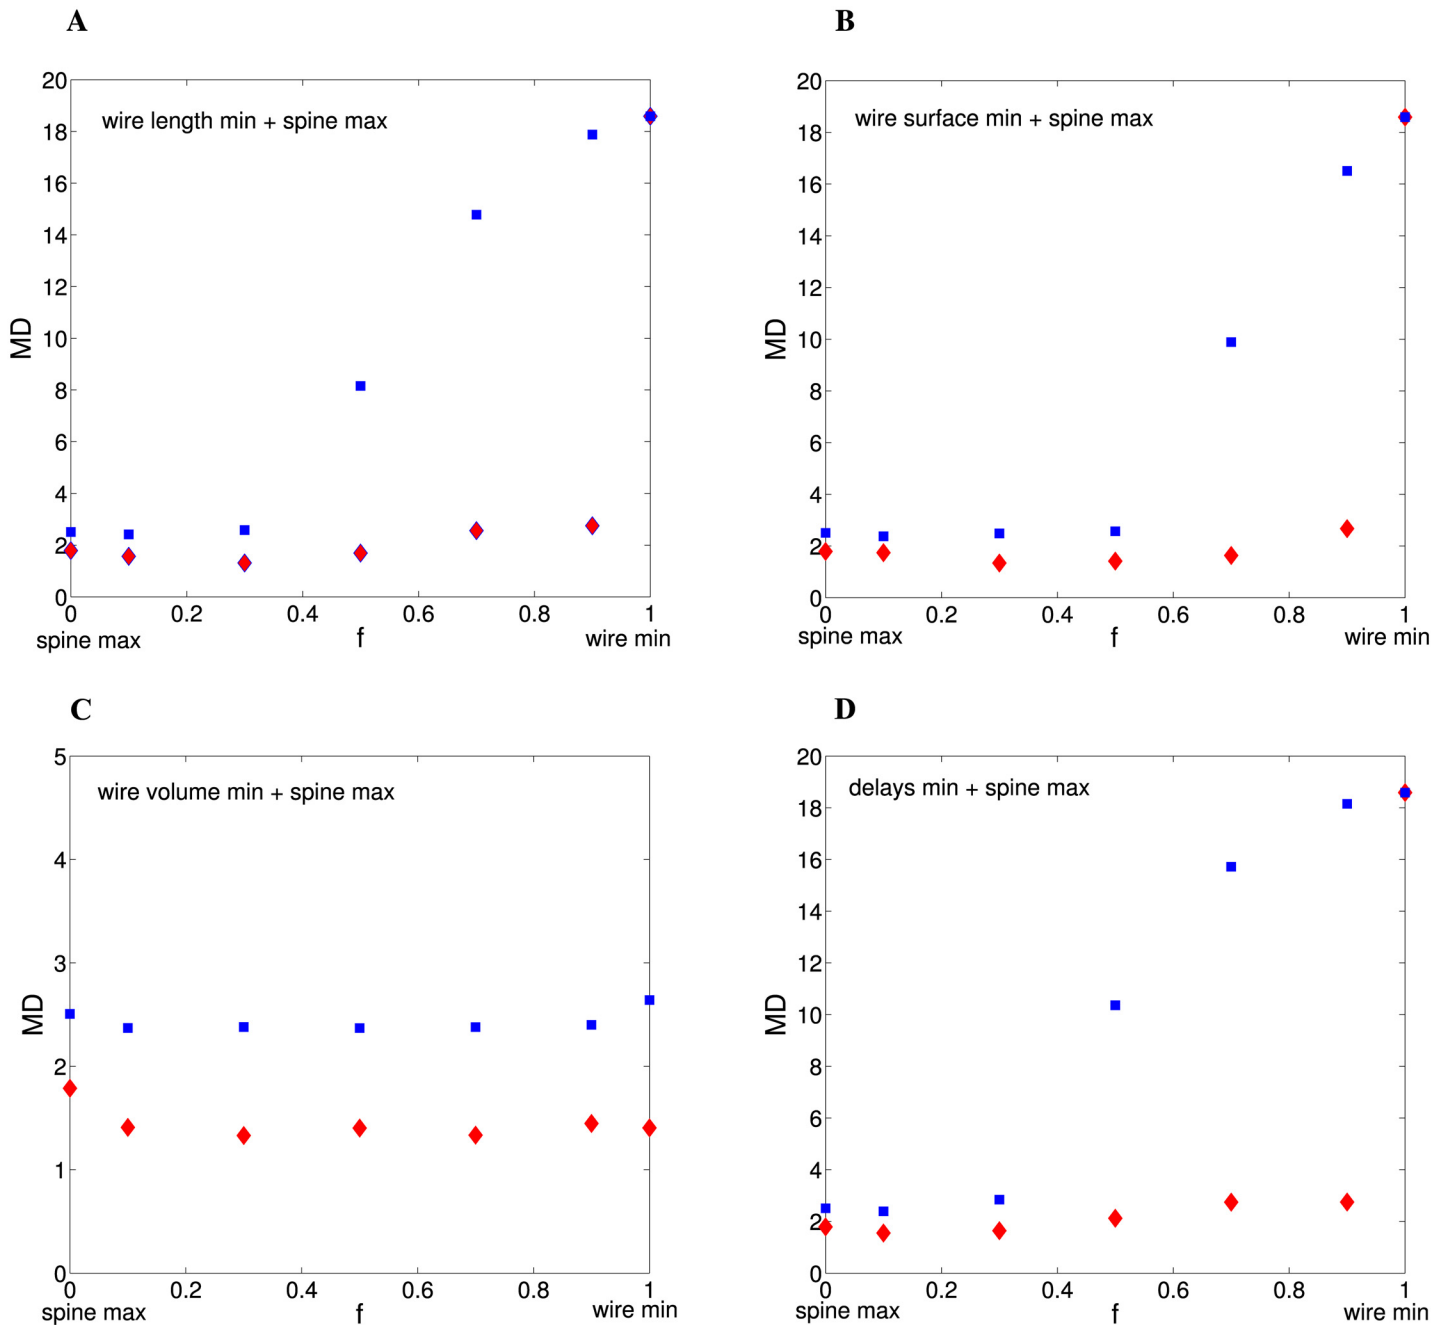 A
20
18
16
14
12
10
8
6
4
2
0
MD
wire length min + spine max
0 0.2 0.4 0.6 0.8 1
spine max f wire min
B
20
18
16
14
12
10
8
6
4
2
0
MD
wire surface min + spine max
0 0.2 0.4 0.6 0.8 1
spine max f wire min
C
5
4
3
2
1
0
MD
wire volume min + spine max
0 0.2 0.4 0.6 0.8 1
spine max f wire min
D
20
18
16
14
12
10
8
6
4
2
0
MD
delays min + spine max
0 0.2 0.4 0.6 0.8 1
spine max f wire min